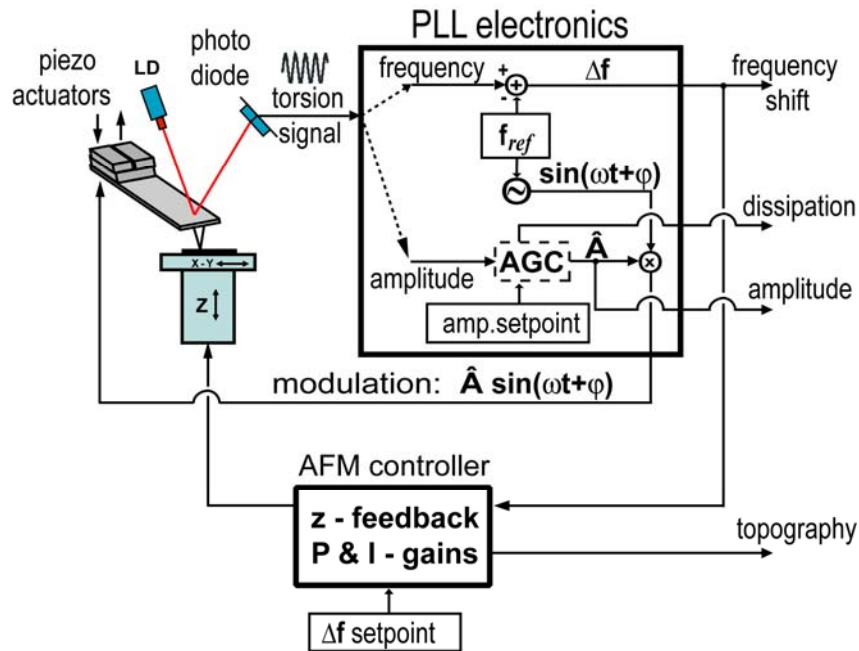 PLL electronics
piezo
actuators
LD
photo
diode
torsion
signal
frequency
+
-
Δf
frequency
shift
f_ref
~
sin(ωt+φ)
dissipation
amplitude
AGC
Â
×
amp.setpoint
amplitude
X-Y
Z
modulation: Â sin(ωt+φ)
AFM controller
z - feedback
P & I - gains
topography
Δf setpoint